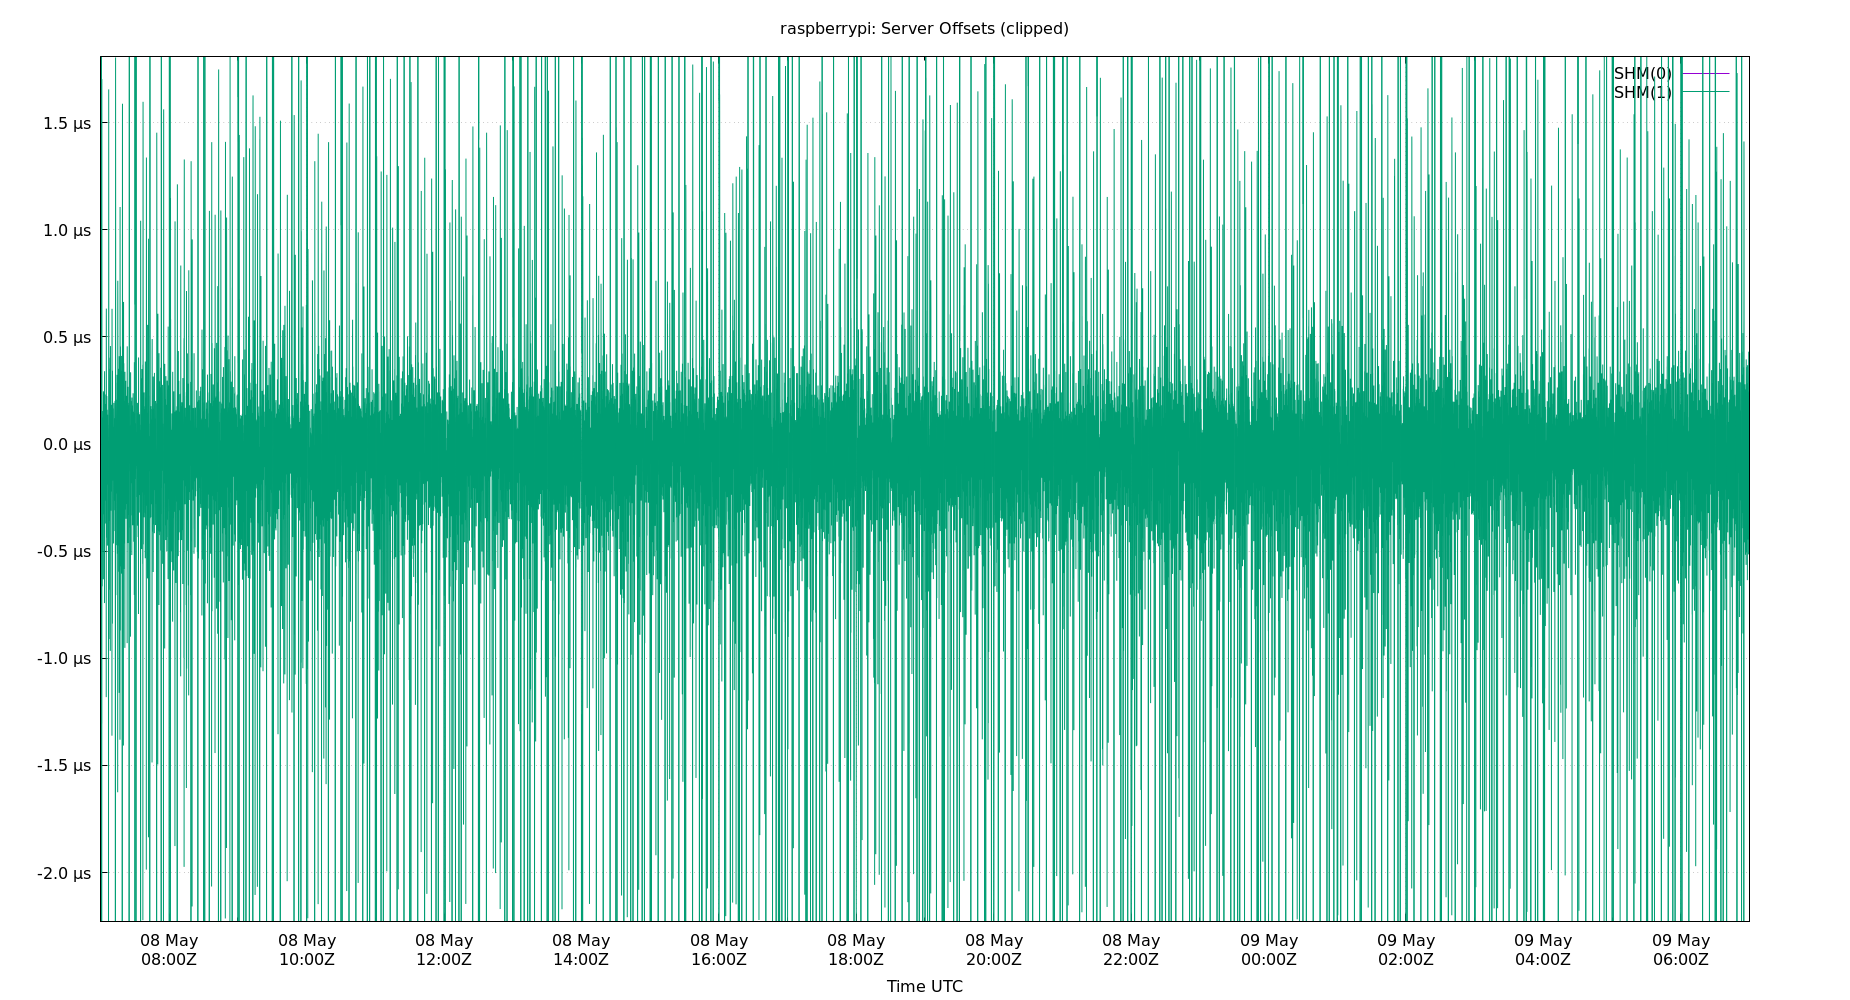 raspberrypi: Server Offsets (clipped)
SHM(0)
SHM(1)
1.5 µs
1.0 µs
0.5 µs
0.0 µs
-0.5 µs
-1.0 µs
-1.5 µs
-2.0 µs
08 May 08 May 08 May 08 May 08 May 08 May 08 May 08 May 09 May 09 May 09 May 09 May
08:00Z 10:00Z 12:00Z 14:00Z 16:00Z 18:00Z 20:00Z 22:00Z 00:00Z 02:00Z 04:00Z 06:00Z
Time UTC